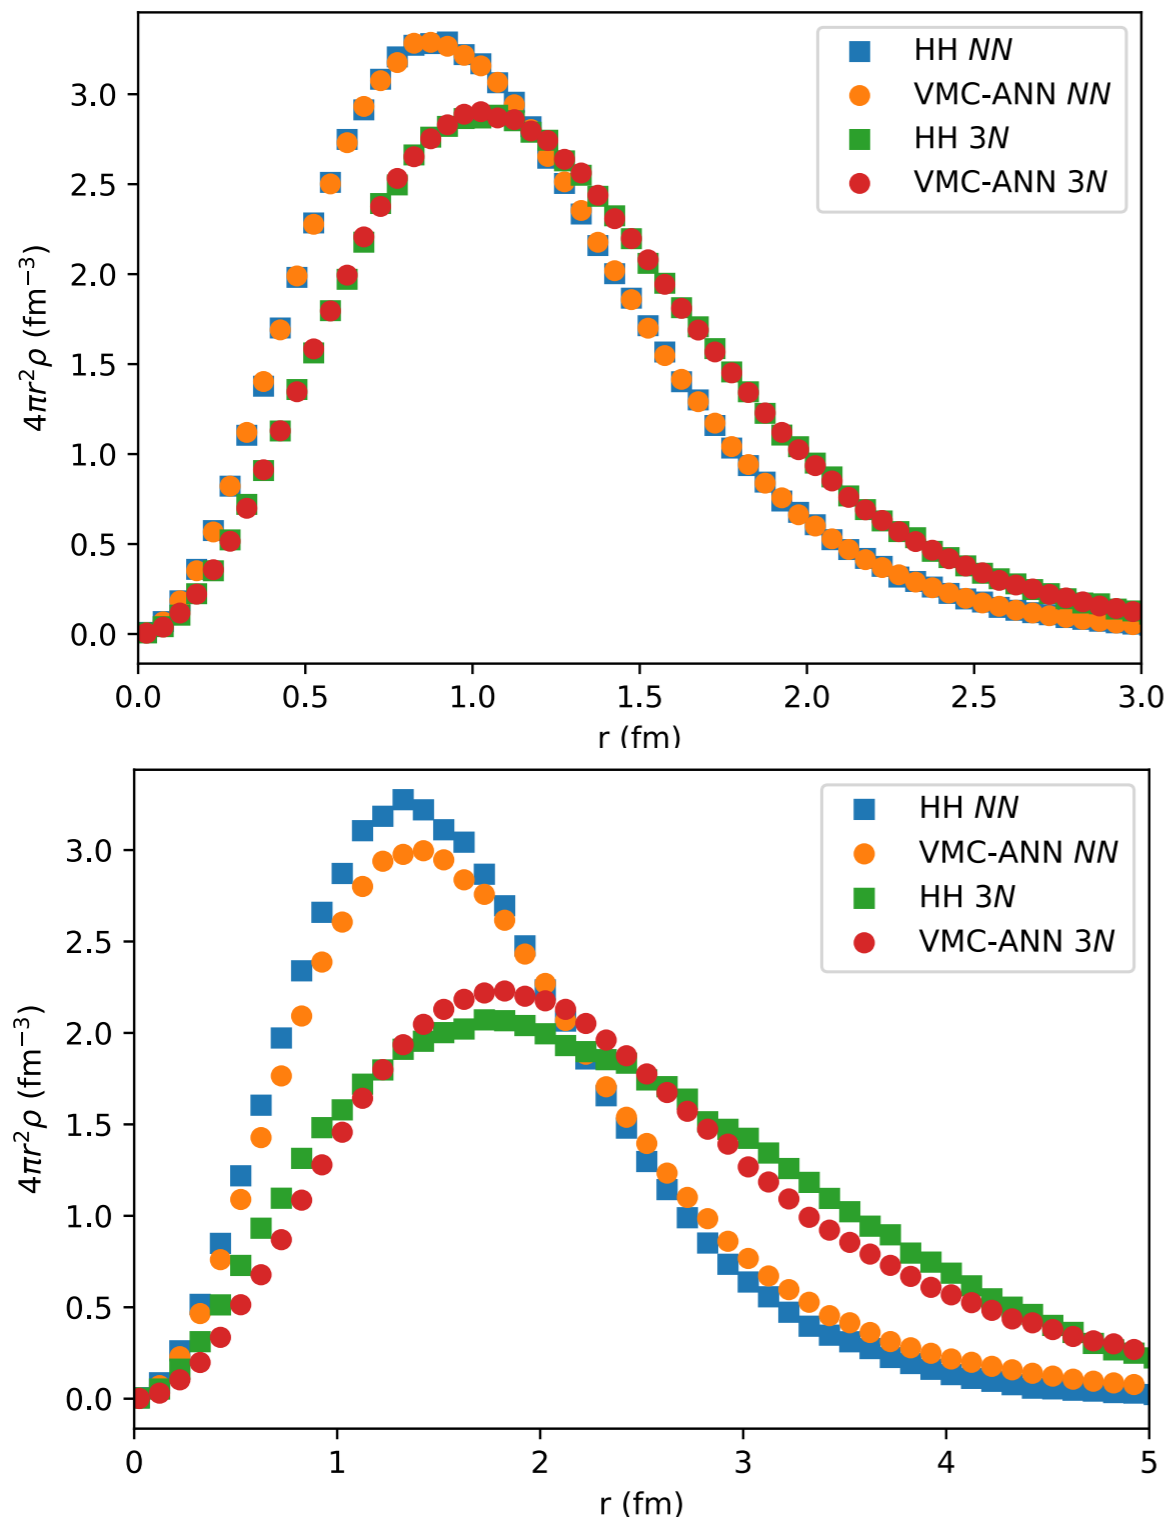 HH NN
VMC-ANN NN
HH 3N
VMC-ANN 3N
3.0
2.5
2.0
1.5
1.0
0.5
0.0
4πr²ρ (fm⁻³)
0.0 0.5 1.0 1.5 2.0 2.5 3.0
r (fm)
HH NN
VMC-ANN NN
HH 3N
VMC-ANN 3N
3.0
2.5
2.0
1.5
1.0
0.5
0.0
4πr²ρ (fm⁻³)
0 1 2 3 4 5
r (fm)